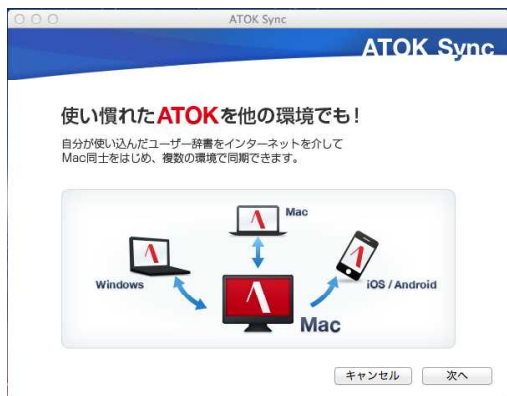 ATOK Sync
ATOK Sync
使い慣れたATOKを他の環境でも!
自分が使い込んだユーザー辞書をインターネットを介して
Mac同士をはじめ、複数の環境で同期できます。
Mac
Windows
iOS / Android
Mac
キャンセル
次へ